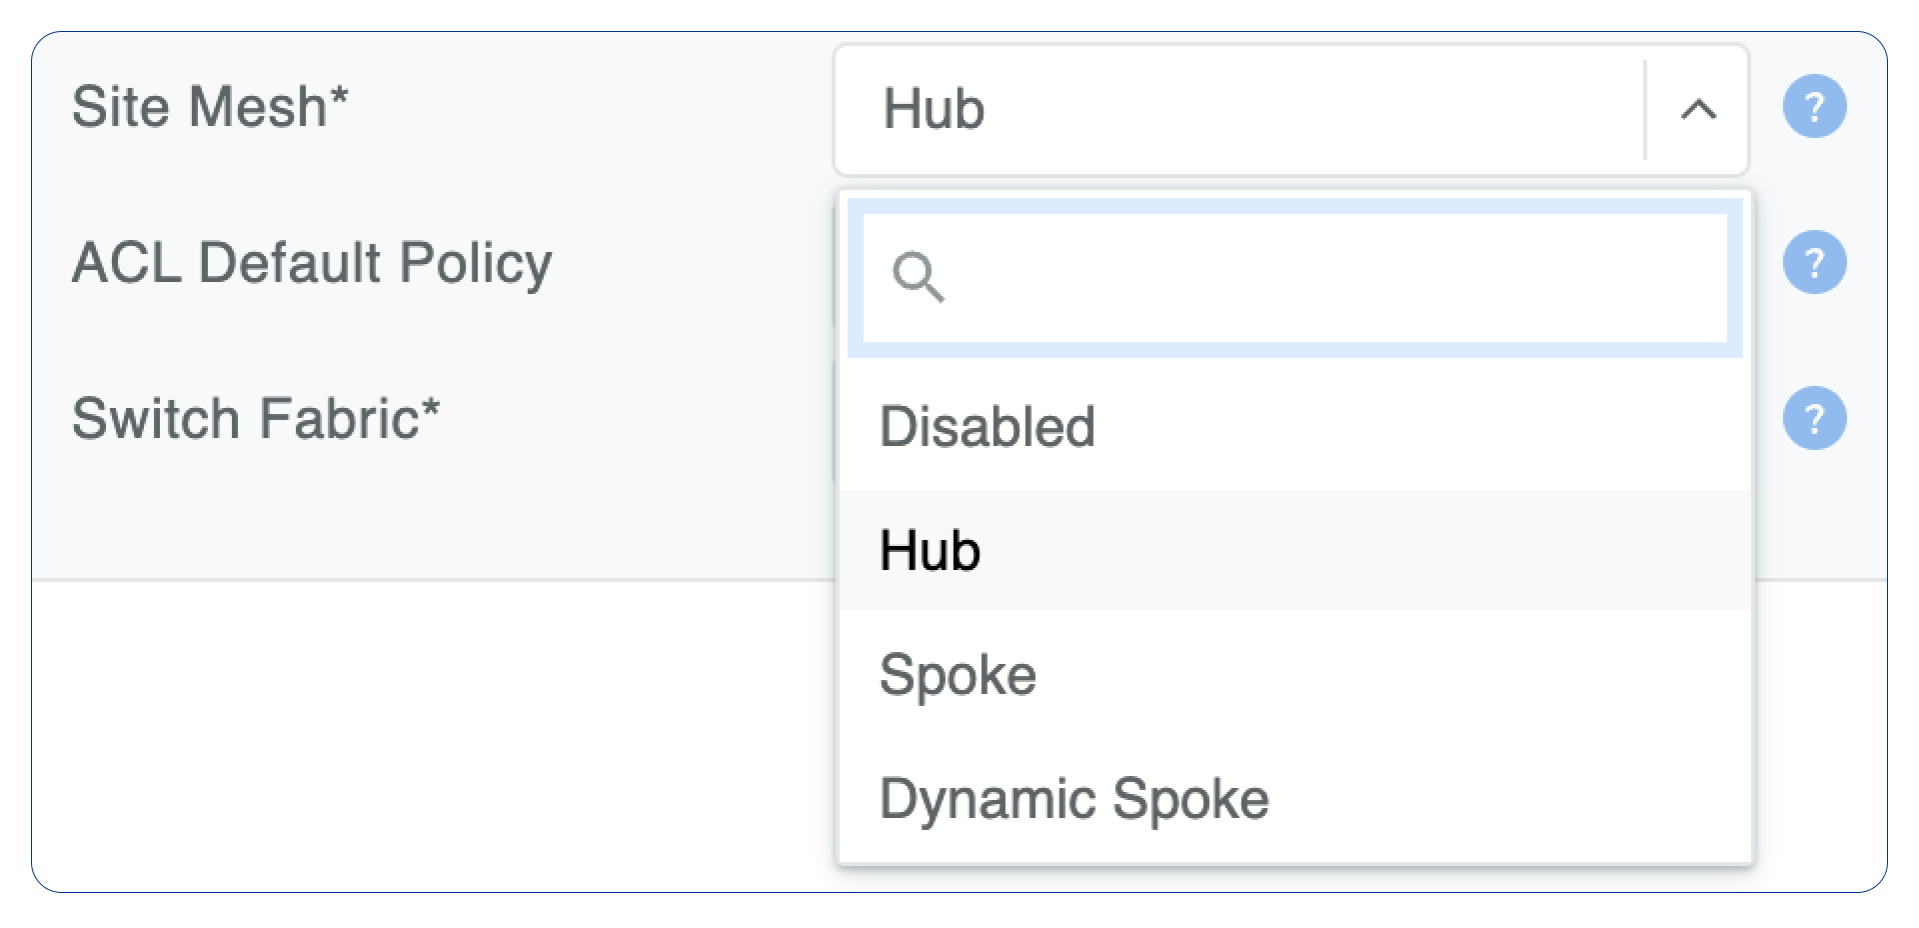 Site Mesh*
Hub
?
ACL Default Policy
?
Switch Fabric*
?
Disabled
Hub
Spoke
Dynamic Spoke